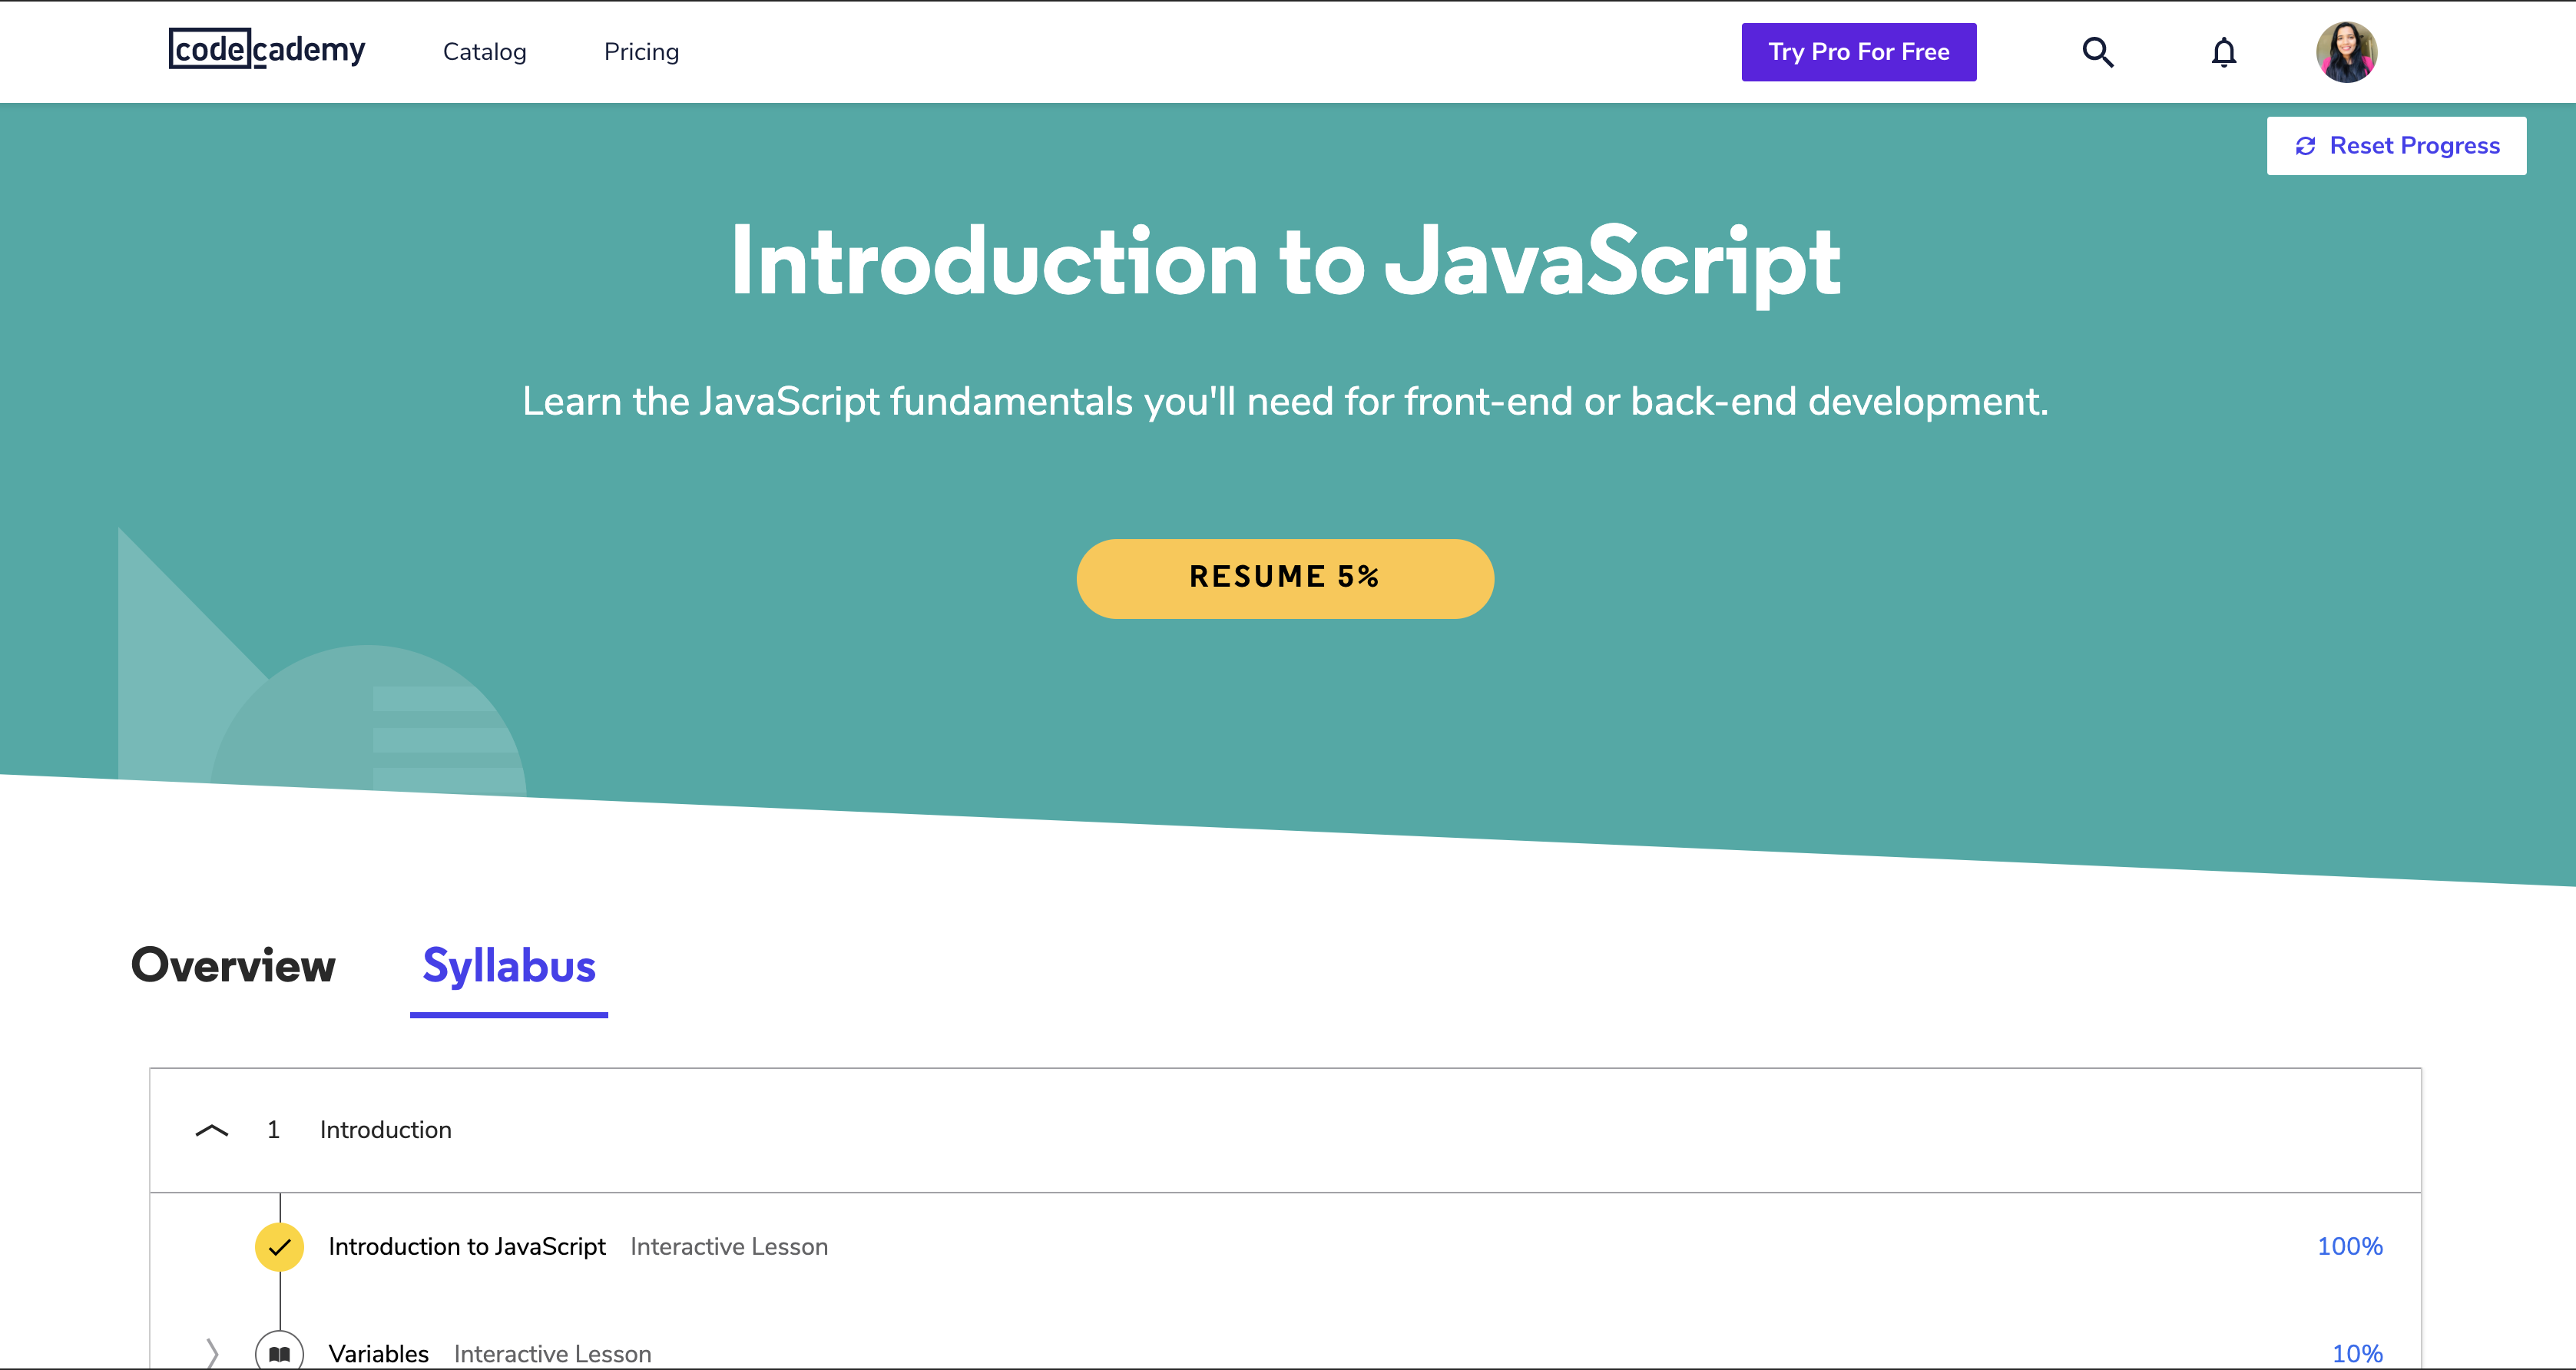 codecademy Catalog Pricing Try Pro For Free
Reset Progress
Introduction to JavaScript
Learn the JavaScript fundamentals you'll need for front-end or back-end development.
RESUME 5%
Overview Syllabus
1 Introduction
Introduction to JavaScript Interactive Lesson 100%
Variables Interactive Lesson 10%